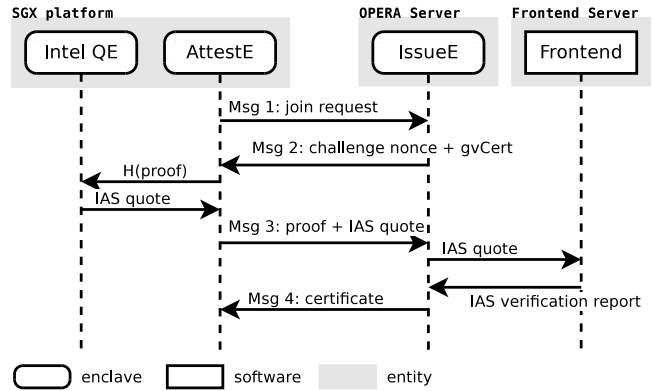 SGX platform OPERA Server Frontend Server
Intel QE AttestE IssueE Frontend
Msg 1: join request
Msg 2: challenge nonce + gvCert
H(proof)
IAS quote
Msg 3: proof + IAS quote
IAS quote
IAS verification report
Msg 4: certificate
enclave software entity